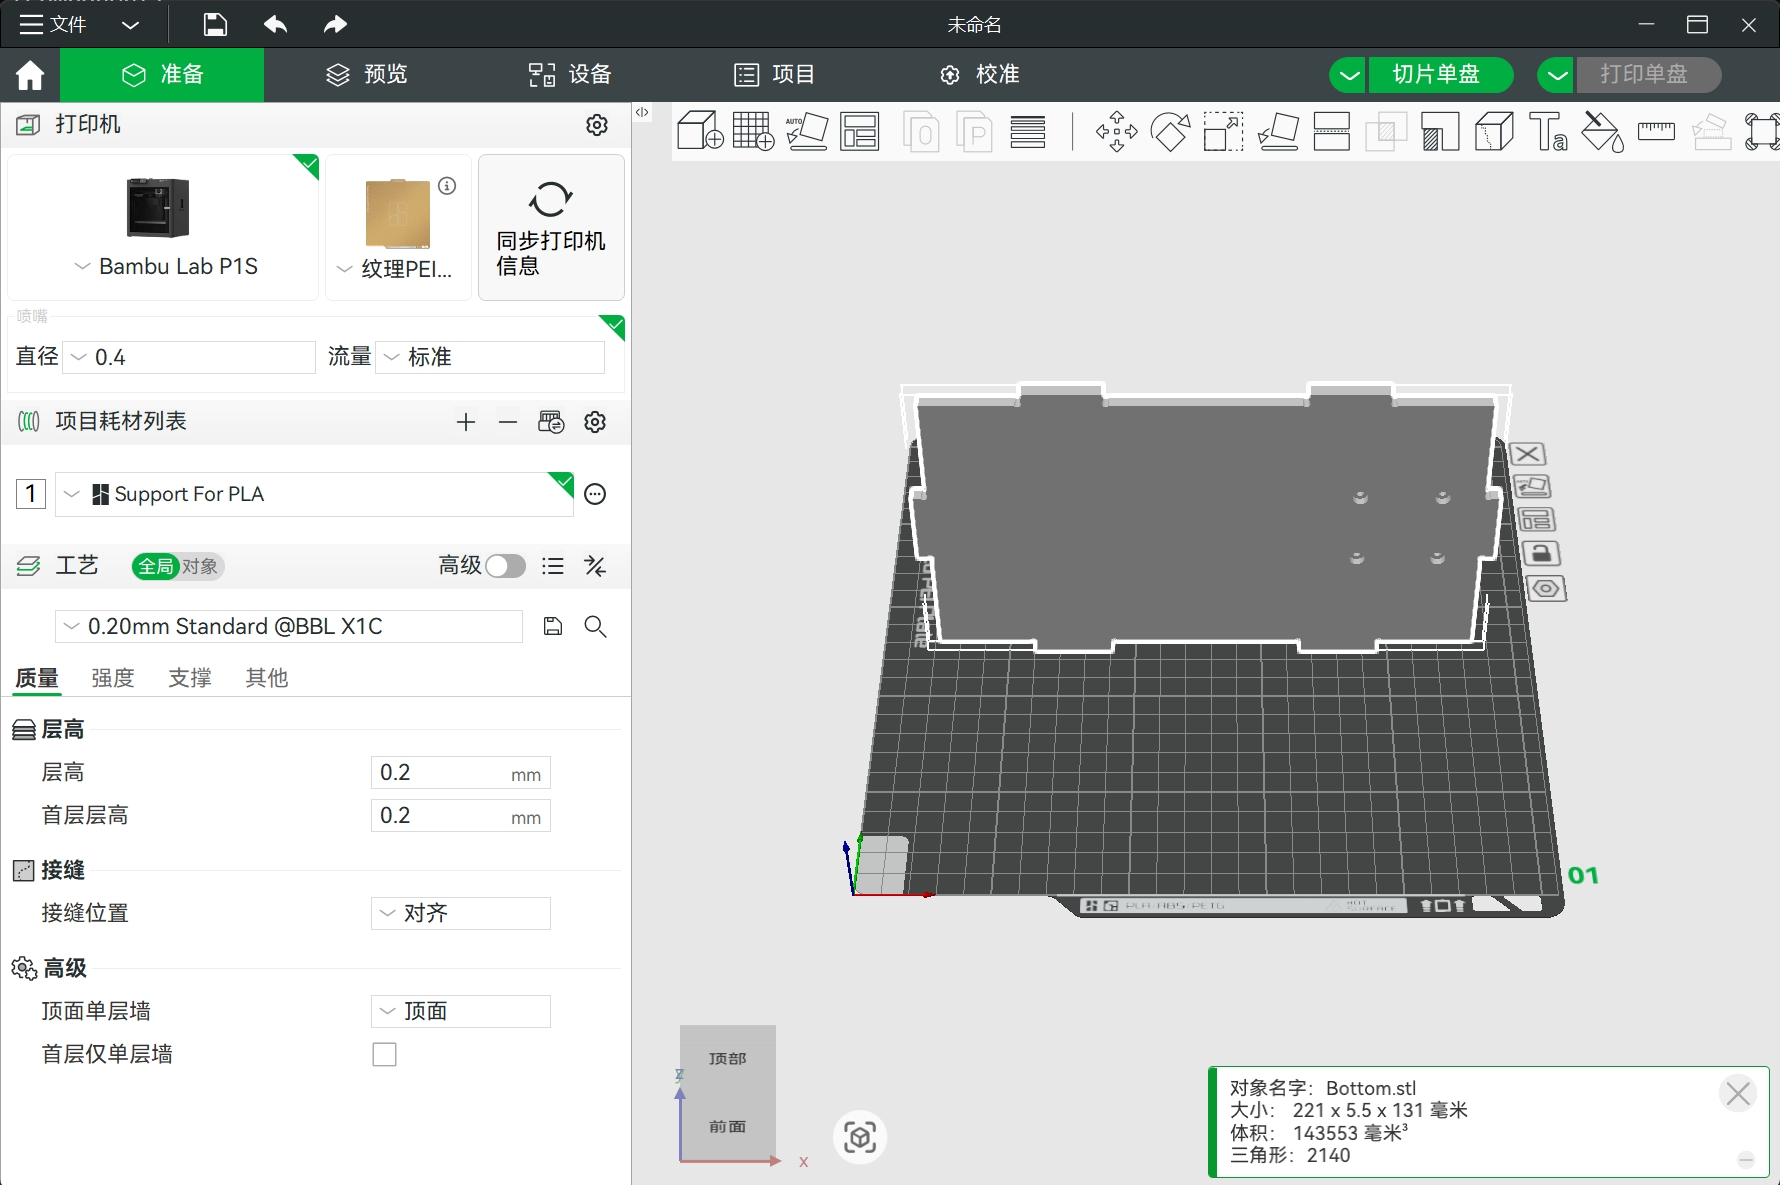 文件
未命名
准备
预览
设备
项目
校准
切片单盘
打印单盘
打印机
Bambu Lab P1S
纹理PEI...
同步打印机
信息
喷嘴
直径 0.4
流量 标准
项目耗材列表
1 Support For PLA
工艺 全局 对象 高级
0.20mm Standard @BBL X1C
质量 强度 支撑 其他
层高
层高 0.2 mm
首层层高 0.2 mm
接缝
接缝位置 对齐
高级
顶面单层墙 顶面
首层仅单层墙
AUTO
O
P
Ta
01
PLA/ABS/PETG
HOT
SURFACE
顶部
前面
z
x
对象名字: Bottom.stl
大小: 221 x 5.5 x 131 毫米
体积: 143553 毫米³
三角形: 2140